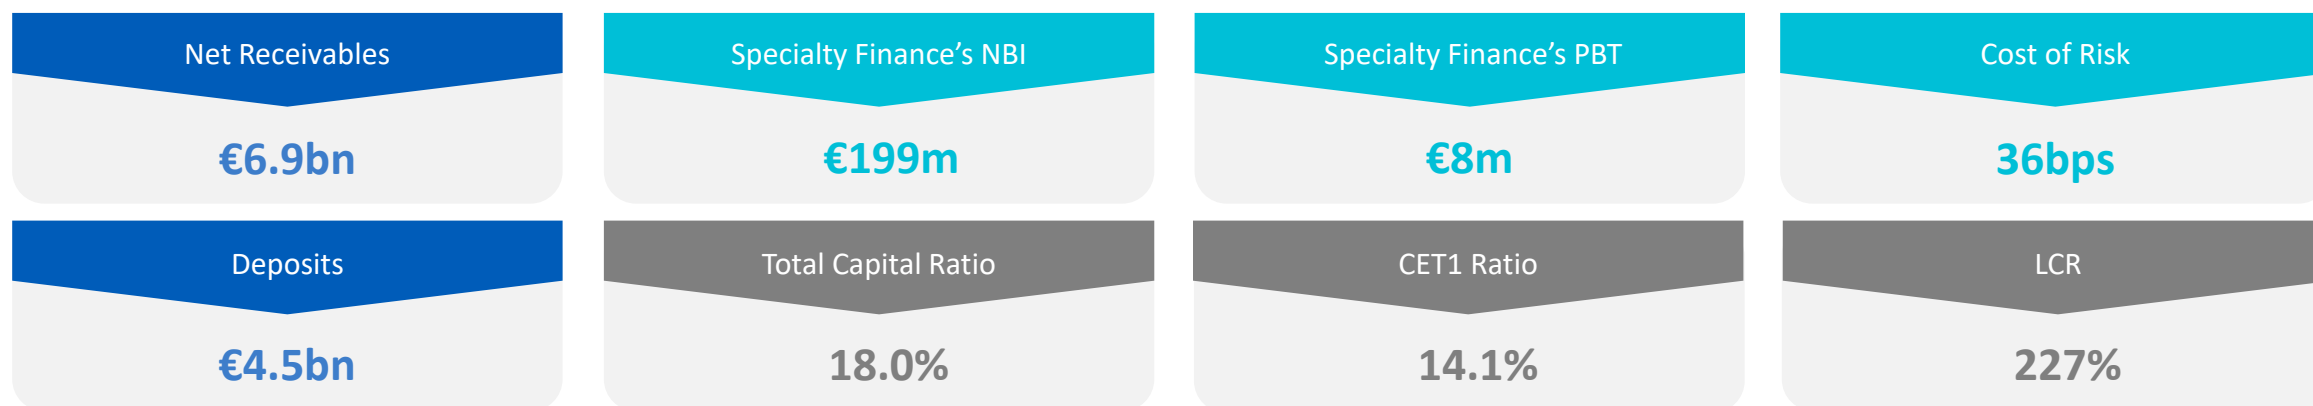 Net Receivables
€6.9bn
Specialty Finance's NBI
€199m
Specialty Finance's PBT
€8m
Cost of Risk
36bps
Deposits
€4.5bn
Total Capital Ratio
18.0%
CET1 Ratio
14.1%
LCR
227%